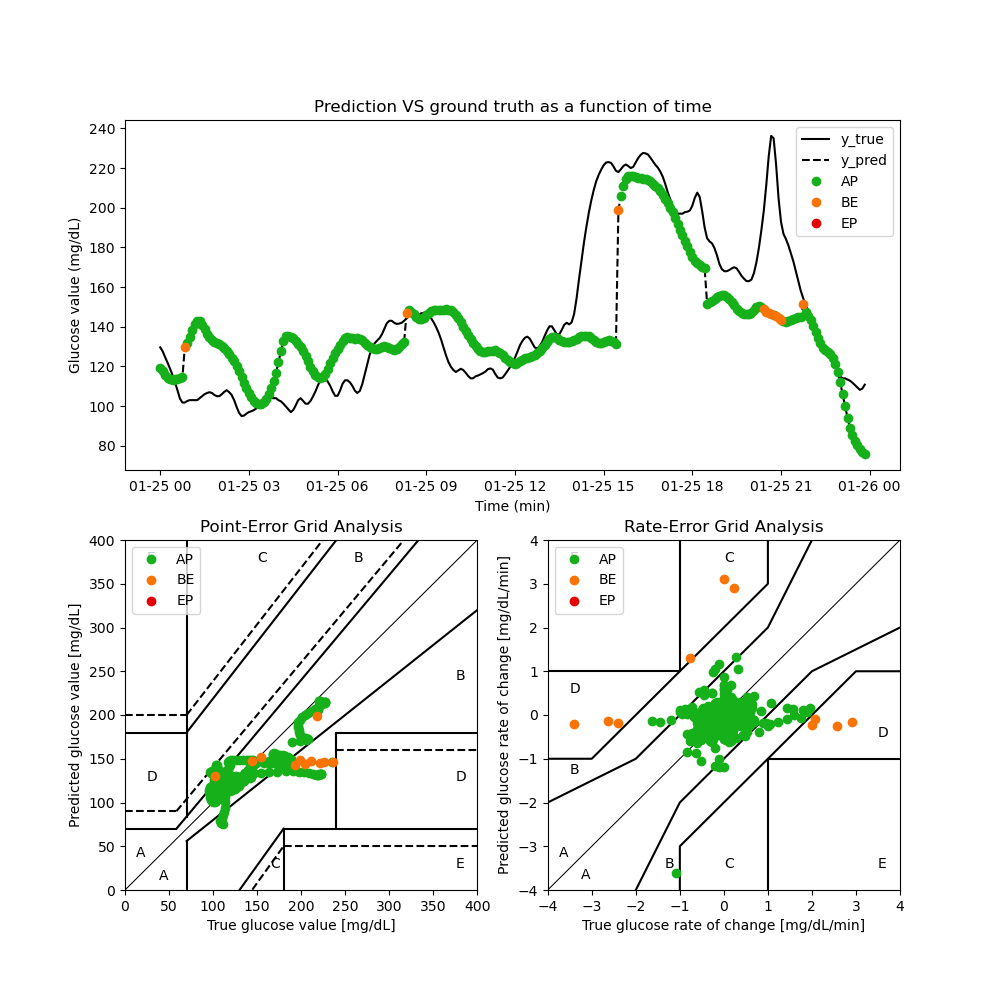 Prediction VS ground truth as a function of time
Glucose value (mg/dL)
240
220
200
180
160
140
120
100
80
y_true
y_pred
AP
BE
EP
01-25 00
01-25 03
01-25 06
01-25 09
01-25 12
01-25 15
01-25 18
01-25 21
01-26 00
Time (min)
Point-Error Grid Analysis
Predicted glucose value [mg/dL]
400
350
300
250
200
150
100
50
0
AP
BE
EP
C
B
B
D
D
A
A
C
E
0
50
100
150
200
250
300
350
400
True glucose value [mg/dL]
Rate-Error Grid Analysis
Predicted glucose rate of change [mg/dL/min]
4
3
2
1
0
−1
−2
−3
−4
AP
BE
EP
C
D
D
B
A
A
B
C
E
−4
−3
−2
−1
0
1
2
3
4
True glucose rate of change [mg/dL/min]